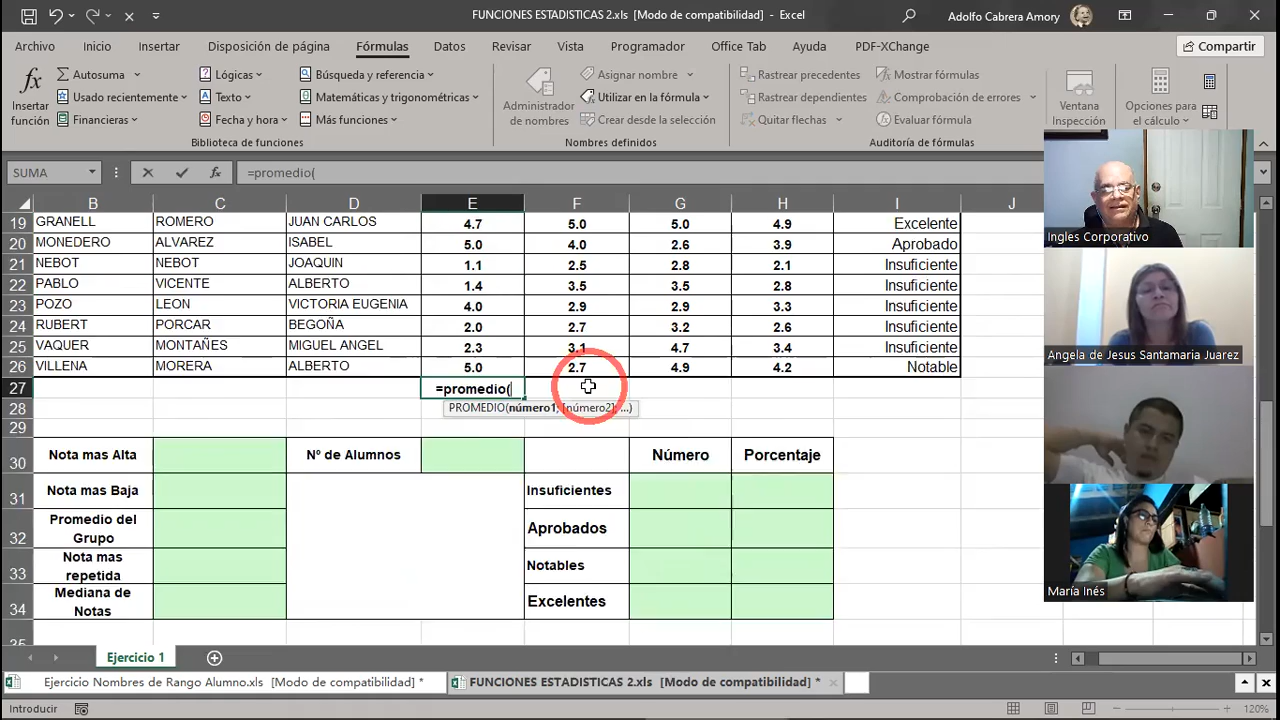 FUNCIONES ESTADISTICAS 2.xls [Modo de compatibilidad] - Excel
Adolfo Cabrera Amory
Archivo Inicio Insertar Disposición de página Fórmulas Datos Revisar Vista Programador Office Tab Ayuda PDF-XChange Compartir
Insertar función
Autosuma
Usado recientemente
Financieras
Lógicas
Texto
Fecha y hora
Búsqueda y referencia
Matemáticas y trigonométricas
Más funciones
Biblioteca de funciones
Administrador de nombres
Asignar nombre
Utilizar en la fórmula
Crear desde la selección
Nombres definidos
Rastrear precedentes
Rastrear dependientes
Quitar flechas
Mostrar fórmulas
Comprobación de errores
Evaluar fórmula
Auditoría de fórmulas
Ventana Inspección
Opciones para el cálculo
SUMA fx =promedio(
B C D E F G H I J
19 GRANELL ROMERO JUAN CARLOS 4.7 5.0 5.0 4.9 Excelente
20 MONEDERO ALVAREZ ISABEL 5.0 4.0 2.6 3.9 Aprobado
21 NEBOT NEBOT JOAQUIN 1.1 2.5 2.8 2.1 Insuficiente
22 PABLO VICENTE ALBERTO 1.4 3.5 3.5 2.8 Insuficiente
23 POZO LEON VICTORIA EUGENIA 4.0 2.9 2.9 3.3 Insuficiente
24 RUBERT PORCAR BEGOÑA 2.0 2.7 3.2 2.6 Insuficiente
25 VAQUER MONTAÑES MIGUEL ANGEL 2.3 3.1 4.7 3.4 Insuficiente
26 VILLENA MORERA ALBERTO 5.0 2.7 4.9 4.2 Notable
27 =promedio(
28 PROMEDIO(número1; [número2]; ...)
29
30 Nota mas Alta Nº de Alumnos Número Porcentaje
31 Nota mas Baja Insuficientes
32 Promedio del Grupo Aprobados
33 Nota mas repetida Notables
34 Mediana de Notas Excelentes
35
Ingles Corporativo
Angela de Jesus Santamaria Juarez
María Inés
Ejercicio 1
Ejercicio Nombres de Rango Alumno.xls [Modo de compatibilidad] *
FUNCIONES ESTADISTICAS 2.xls [Modo de compatibilidad] *
Introducir
120%